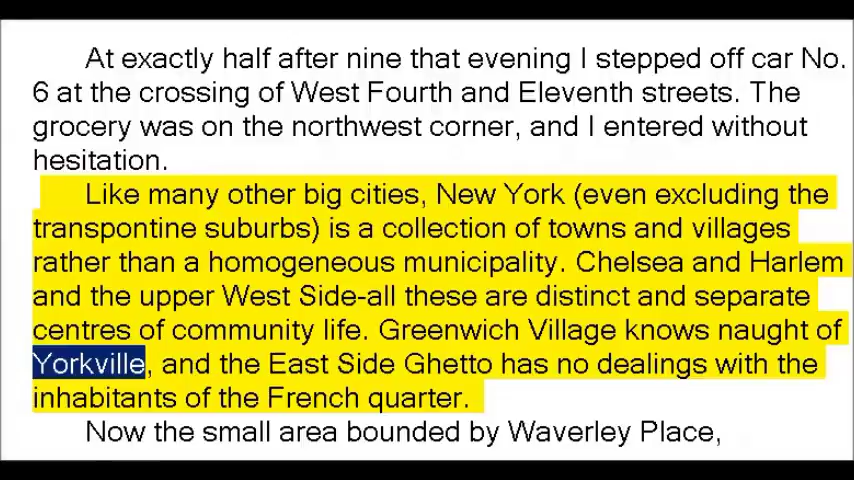 At exactly half after nine that evening I stepped off car No.
6 at the crossing of West Fourth and Eleventh streets. The
grocery was on the northwest corner, and I entered without
hesitation.
Like many other big cities, New York (even excluding the
transpontine suburbs) is a collection of towns and villages
rather than a homogeneous municipality. Chelsea and Harlem
and the upper West Side-all these are distinct and separate
centres of community life. Greenwich Village knows naught of
Yorkville, and the East Side Ghetto has no dealings with the
inhabitants of the French quarter.
Now the small area bounded by Waverley Place,